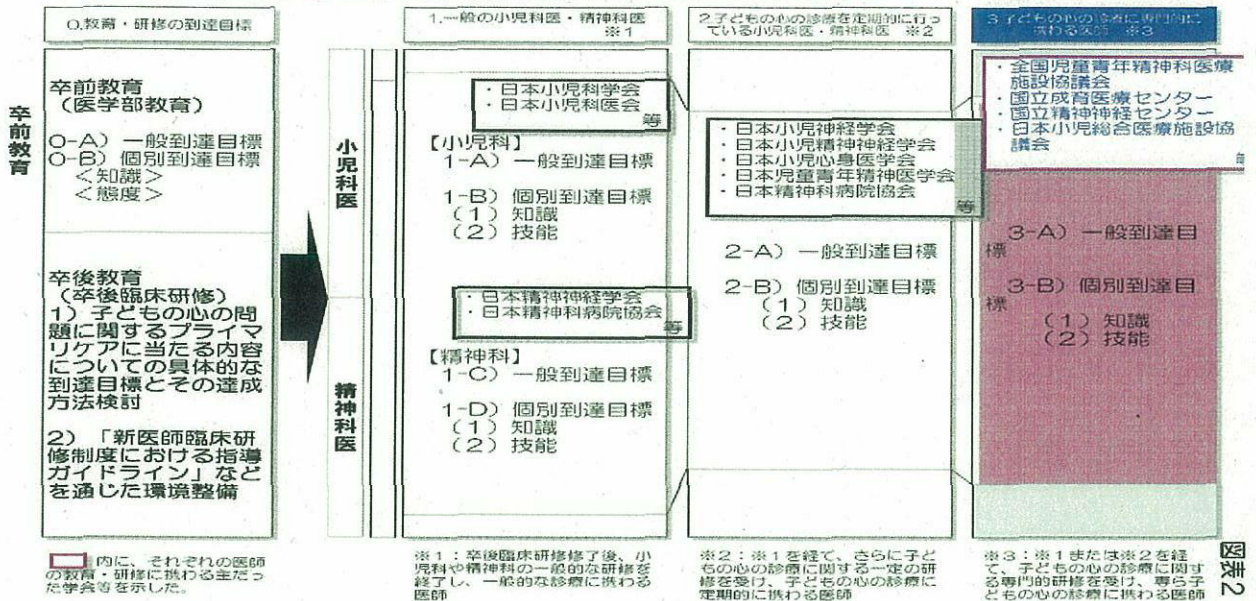 0.教育・研修の到達目標
卒前教育
卒前教育
（医学部教育）
0-A）一般到達目標
0-B）個別到達目標
＜知識＞
＜態度＞
卒後教育
（卒後臨床研修）
1）子どもの心の問
題に関するプライマ
リケアに当たる内容
についての具体的な
到達目標とその達成
方法検討
2）「新医師臨床研
修制度における指導
ガイドライン」など
を通じた環境整備
内に、それぞれの医師
の教育・研修に携わる主だっ
た学会等を示した。
小児科医
精神科医
1.一般の小児科医・精神科医
※1
・日本小児科学会
・日本小児科医会
等
【小児科】
1-A）一般到達目標
1-B）個別到達目標
（1）知識
（2）技能
・日本精神神経学会
・日本精神科病院協会
等
【精神科】
1-C）一般到達目標
1-D）個別到達目標
（1）知識
（2）技能
※1：卒後臨床研修修了後、小
児科や精神科の一般的な研修を
終了し、一般的な診療に携わる
医師
2.子どもの心の診療を定期的に行っ
ている小児科医・精神科医 ※2
・日本小児神経学会
・日本小児精神神経学会
・日本小児心身医学会
・日本児童青年精神医学会
・日本精神科病院協会
等
2-A）一般到達目標
2-B）個別到達目標
（1）知識
（2）技能
※2：※1を経て、さらに子ど
もの心の診療に関する一定の研
修を受け、子どもの心の診療に
定期的に携わる医師
3.子どもの心の診療に専門的に
携わる医師 ※3
・全国児童青年精神科医療
施設協議会
・国立成育医療センター
・国立精神神経センター
・日本小児総合医療施設協
議会
3-A）一般到達目
標
3-B）個別到達目
標
（1）知識
（2）技能
※3：※1または※2を経
て、子どもの心の診療に関す
る専門的研修を受け、専ら子
どもの心の診療に携わる医師
図表2